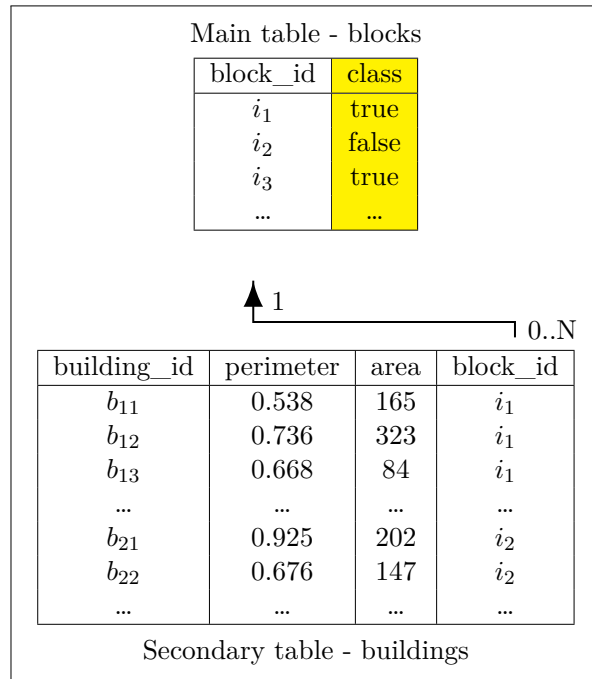 Main table - blocks
block_id class
i₁ true
i₂ false
i₃ true
... ...
1
0..N
building_id perimeter area block_id
b₁₁ 0.538 165 i₁
b₁₂ 0.736 323 i₁
b₁₃ 0.668 84 i₁
... ... ... ...
b₂₁ 0.925 202 i₂
b₂₂ 0.676 147 i₂
... ... ... ...
Secondary table - buildings